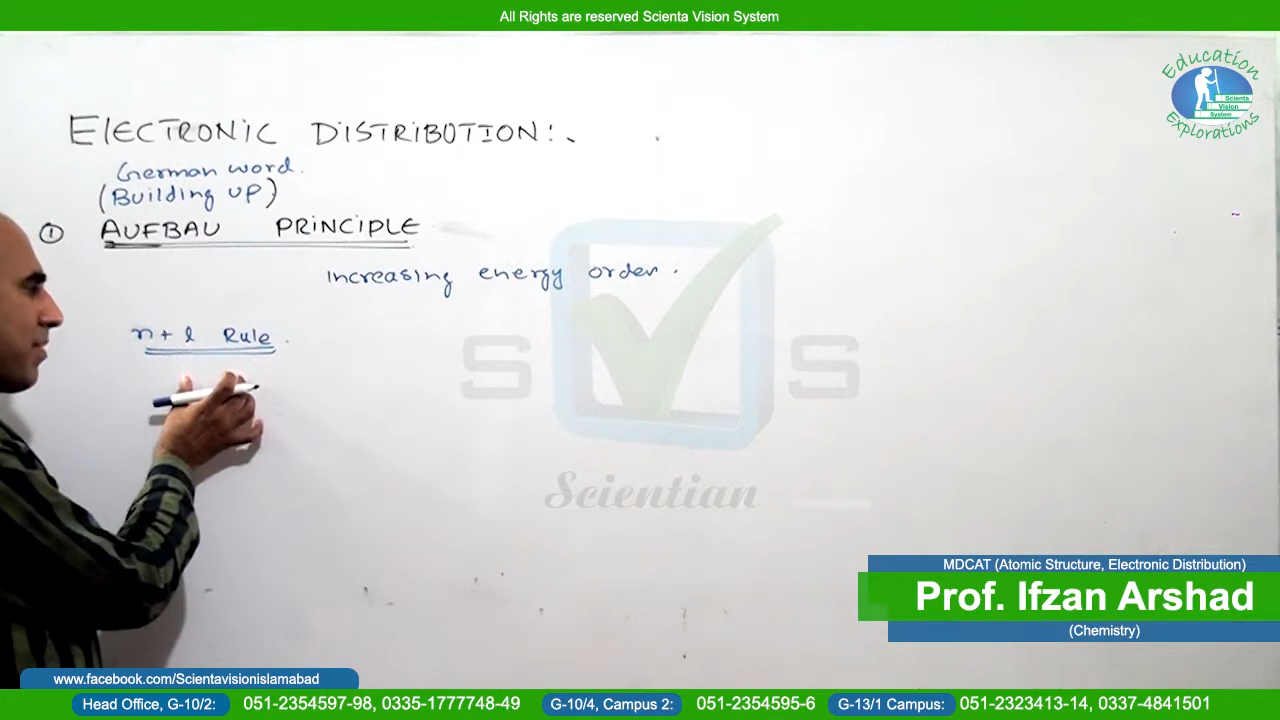 All Rights are reserved Scienta Vision System
Education
Scienta
Vision
System
Explorations
ELECTRONIC DISTRIBUTION:-
German word.
(Building up)
① AUFBAU PRINCIPLE
increasing energy order.
n + l Rule.
S V S
Scientian
MDCAT (Atomic Structure, Electronic Distribution)
Prof. Ifzan Arshad
(Chemistry)
www.facebook.com/Scientavisionislamabad
Head Office, G-10/2: 051-2354597-98, 0335-1777748-49 G-10/4, Campus 2: 051-2354595-6 G-13/1 Campus: 051-2323413-14, 0337-4841501